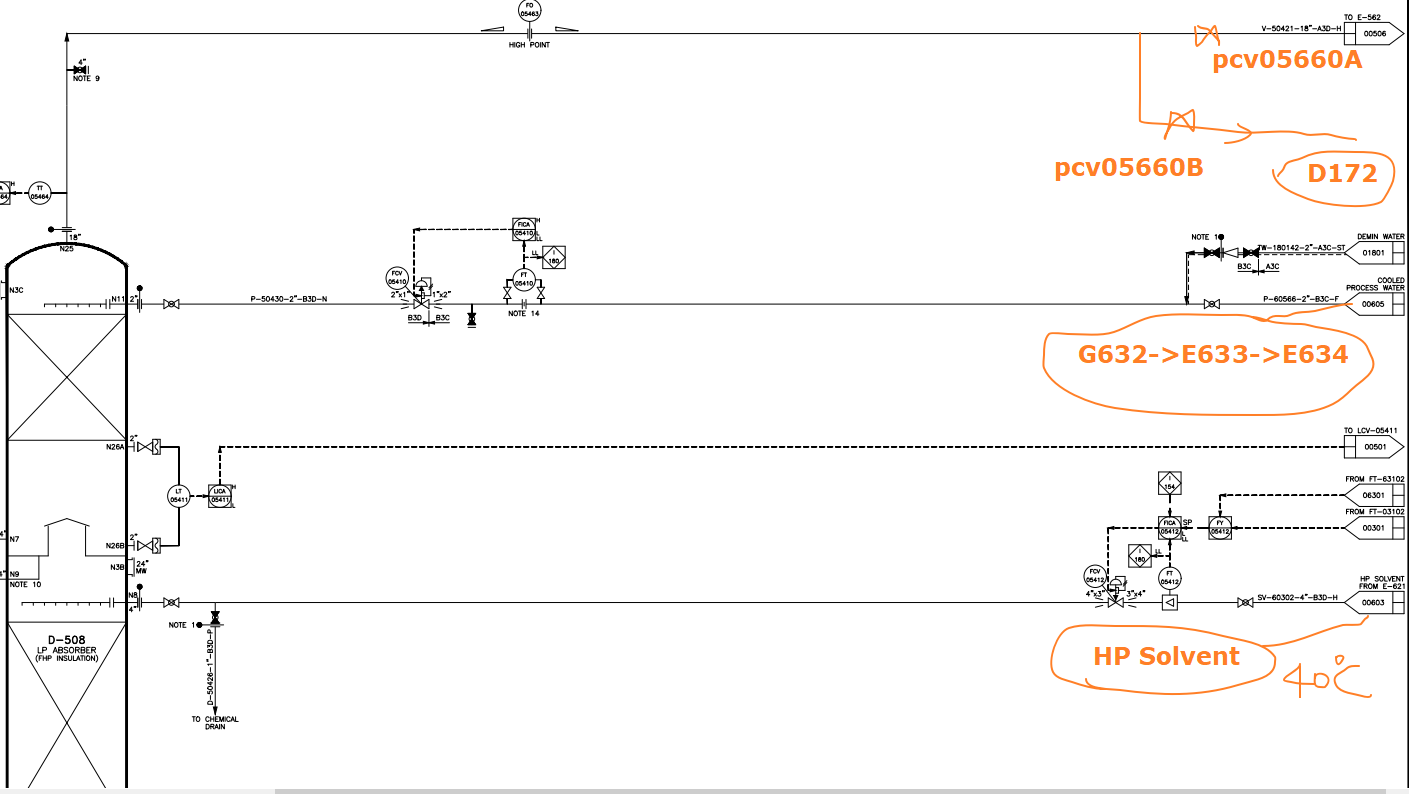 FO
05463
TO E-562
V-50421-18"-A3D-H
00506
HIGH POINT
pcv05660A
4"
NOTE 9
pcv05660B
D172
H
TT
05464
18"
N25
FICA
05410
H
L
LL
LL
I
180
FCV
05410
FT
05410
2"x1"
1"x2"
B3D
B3C
NOTE 14
NOTE 1
DEMIN WATER
TW-180142-2"-A3C-ST
01801
B3C
A3C
COOLED
PROCESS WATER
P-60566-2"-B3C-F
00605
N3C
N11
2"
P-50430-2"-B3D-N
G632->E633->E634
N26A
2"
TO LCV-05411
00501
LT
05411
LICA
05411
H
L
N26B
2"
N7
4"
N3B
24"
MW
N9
4"
NOTE 10
I
154
FROM FT-63102
06301
FROM FT-03102
00301
FICA
05412
SP
L
LL
FY
05412
I
180
LL
FCV
05412
FT
05412
4"x3"
3"x4"
HP SOLVENT
FROM E-621
SV-60302-4"-B3D-H
00603
N8
4"
NOTE 1
D-50426-1"-B3D-P
TO CHEMICAL
DRAIN
D-508
LP ABSORBER
(FHP INSULATION)
HP Solvent
40°C